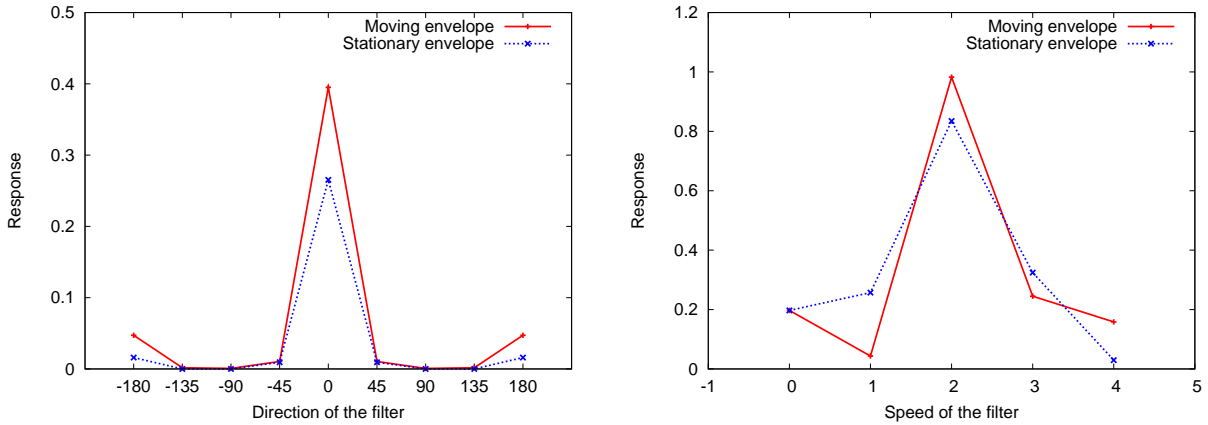 0.5
0.4
0.3
0.2
0.1
0
Response
-180 -135 -90 -45 0 45 90 135 180
Direction of the filter
Moving envelope
Stationary envelope
1.2
1
0.8
0.6
0.4
0.2
0
Response
-1 0 1 2 3 4 5
Speed of the filter
Moving envelope
Stationary envelope